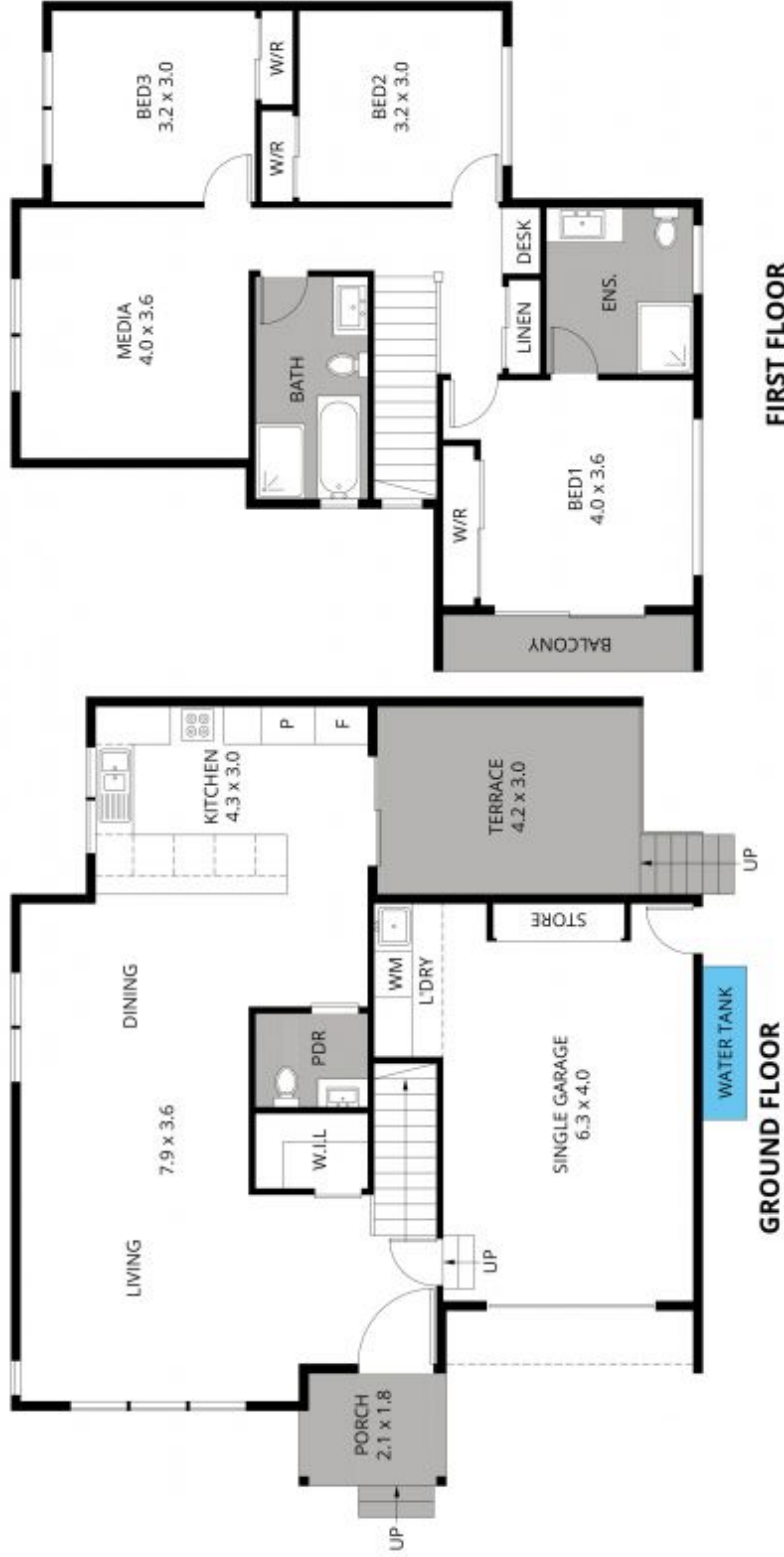 BED3
3.2 x 3.0
W/R
W/R
BED2
3.2 x 3.0
MEDIA
4.0 x 3.6
BATH
DESK
LINEN
ENS.
W/R
BED1
4.0 x 3.6
BALCONY
FIRST FLOOR
KITCHEN
4.3 x 3.0
P
F
TERRACE
4.2 x 3.0
UP
DINING
7.9 x 3.6
LIVING
PDR
W.I.L
WM
L'DRY
STORE
SINGLE GARAGE
6.3 x 4.0
UP
WATER TANK
PORCH
2.1 x 1.8
UP
GROUND FLOOR